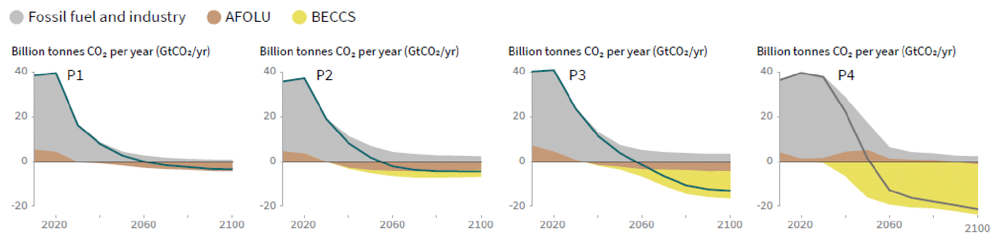 Fossil fuel and industry AFOLU BECCS
Billion tonnes CO₂ per year (GtCO₂/yr) Billion tonnes CO₂ per year (GtCO₂/yr) Billion tonnes CO₂ per year (GtCO₂/yr) Billion tonnes CO₂ per year (GtCO₂/yr)
40 P1 40 P2 40 P3 40 P4
20 20 20 20
0 0 0 0
-20 -20 -20 -20
2020 2060 2100 2020 2060 2100 2020 2060 2100 2020 2060 2100